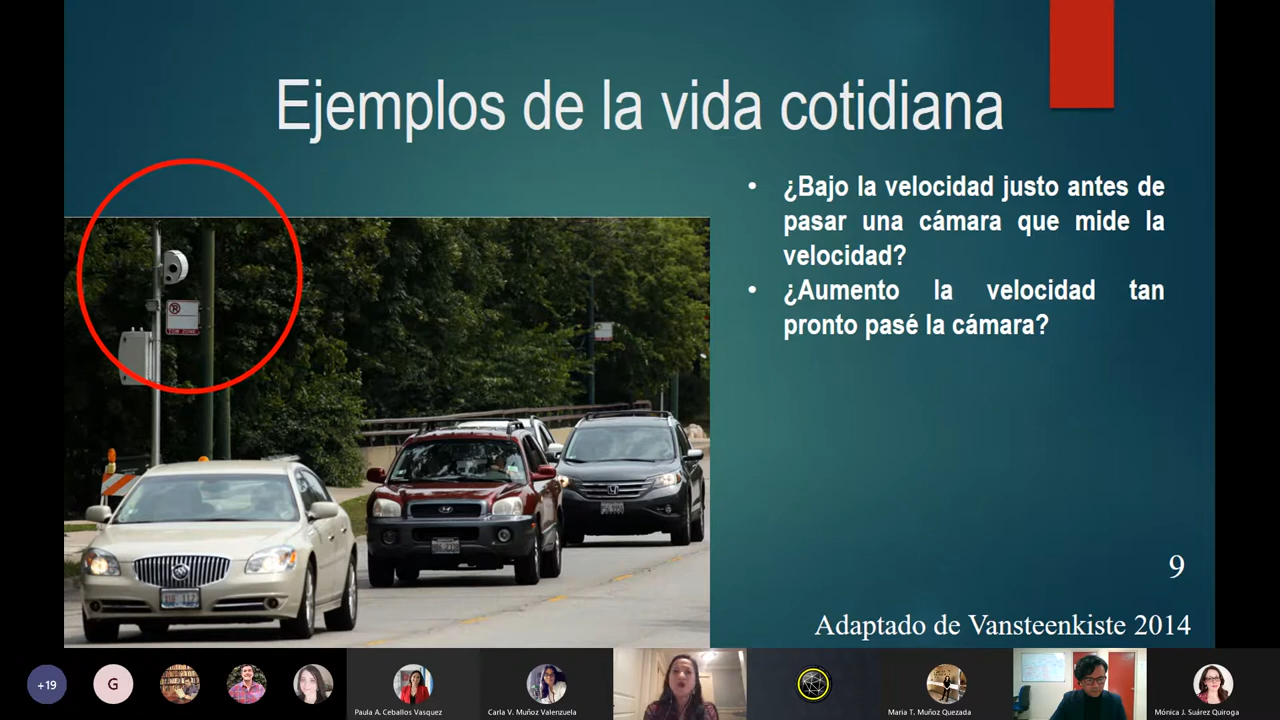 Ejemplos de la vida cotidiana
• ¿Bajo la velocidad justo antes de
pasar una cámara que mide la
velocidad?
• ¿Aumento la velocidad tan
pronto pasé la cámara?
9
Adaptado de Vansteenkiste 2014
+19
G
Paula A. Ceballos Vasquez
Carla V. Muñoz Valenzuela
Maria T. Muñoz Quezada
Mónica J. Suárez Quiroga